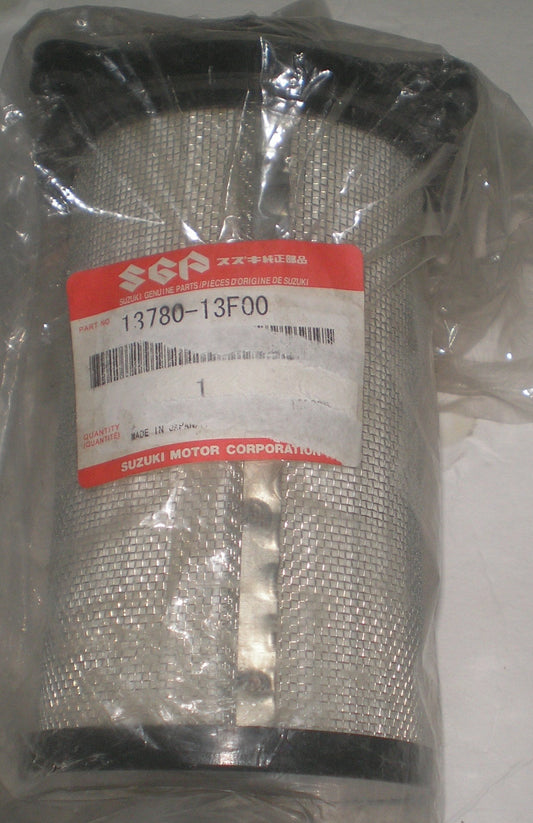 SGP スズキ純正部品
SUZUKI GENUINE PARTS/PIECES D'ORIGINE DE SUZUKI
PART NO 13780-13F00
1
QUANTITY
(QUANTITÉ)
MADE IN JAPAN
SUZUKI MOTOR CORPORATION